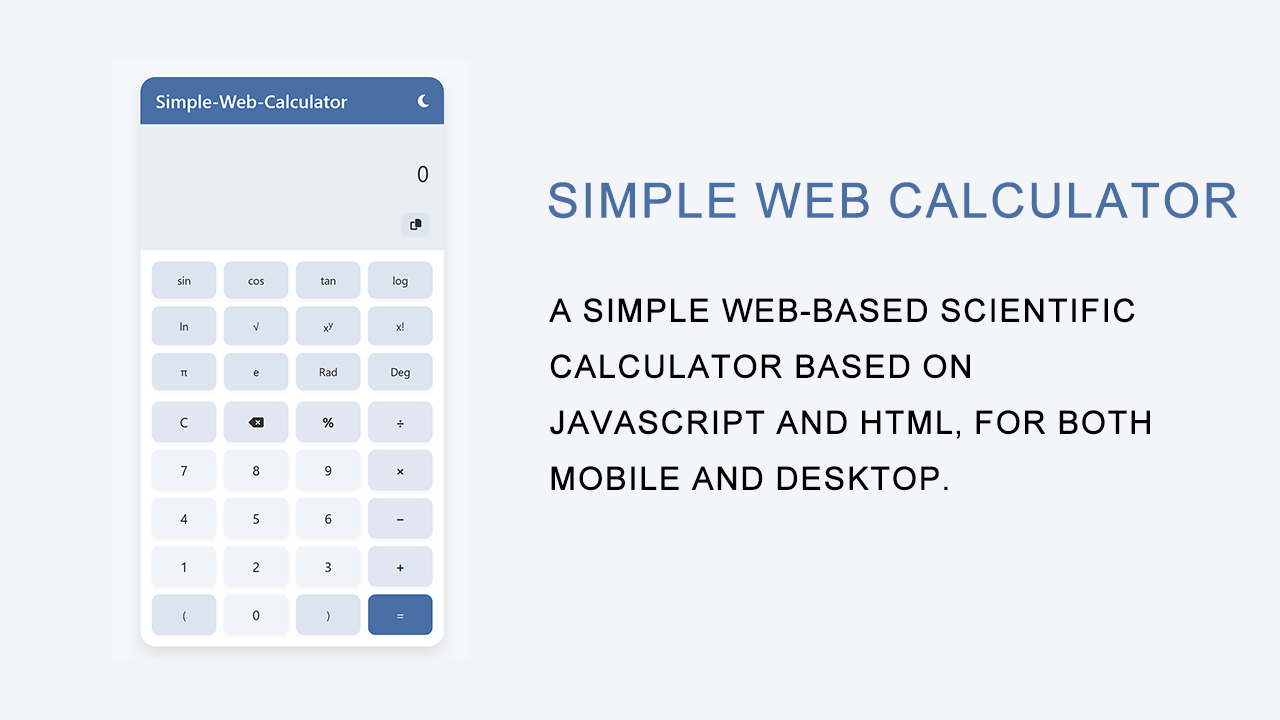 Simple-Web-Calculator
0
sin cos tan log
ln √ xʸ x!
π e Rad Deg
C % ÷
7 8 9 ×
4 5 6 −
1 2 3 +
( 0 ) =
SIMPLE WEB CALCULATOR
A SIMPLE WEB-BASED SCIENTIFIC
CALCULATOR BASED ON
JAVASCRIPT AND HTML, FOR BOTH
MOBILE AND DESKTOP.